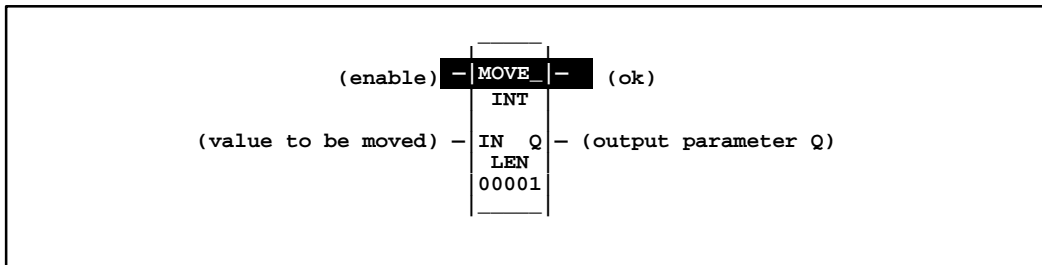 (enable) MOVE_ (ok)
INT
(value to be moved) IN Q (output parameter Q)
LEN
00001